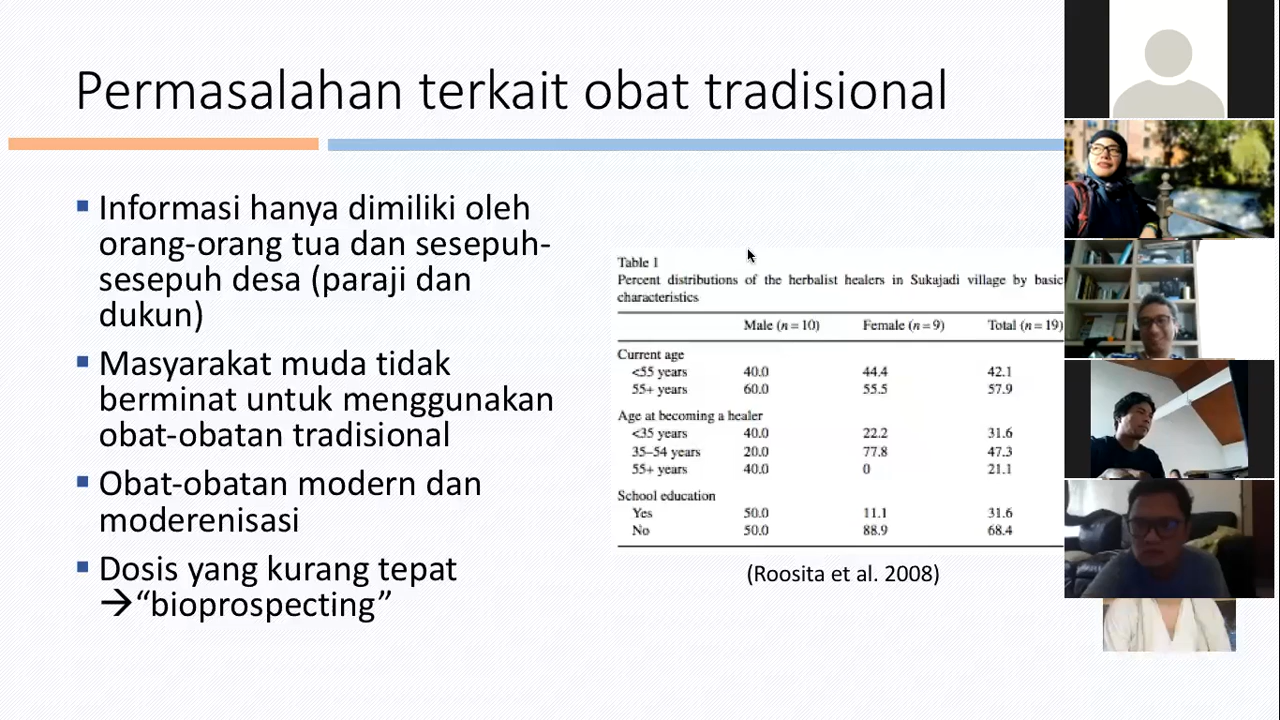 Permasalahan terkait obat tradisional
▪ Informasi hanya dimiliki oleh
orang-orang tua dan sesepuh-
sesepuh desa (paraji dan
dukun)
▪ Masyarakat muda tidak
berminat untuk menggunakan
obat-obatan tradisional
▪ Obat-obatan modern dan
moderenisasi
▪ Dosis yang kurang tepat
→“bioprospecting”
Table 1
Percent distributions of the herbalist healers in Sukajadi village by basic
characteristics
Male (n = 10) Female (n = 9) Total (n = 19)
Current age
<55 years 40.0 44.4 42.1
55+ years 60.0 55.5 57.9
Age at becoming a healer
<35 years 40.0 22.2 31.6
35–54 years 20.0 77.8 47.3
55+ years 40.0 0 21.1
School education
Yes 50.0 11.1 31.6
No 50.0 88.9 68.4
(Roosita et al. 2008)